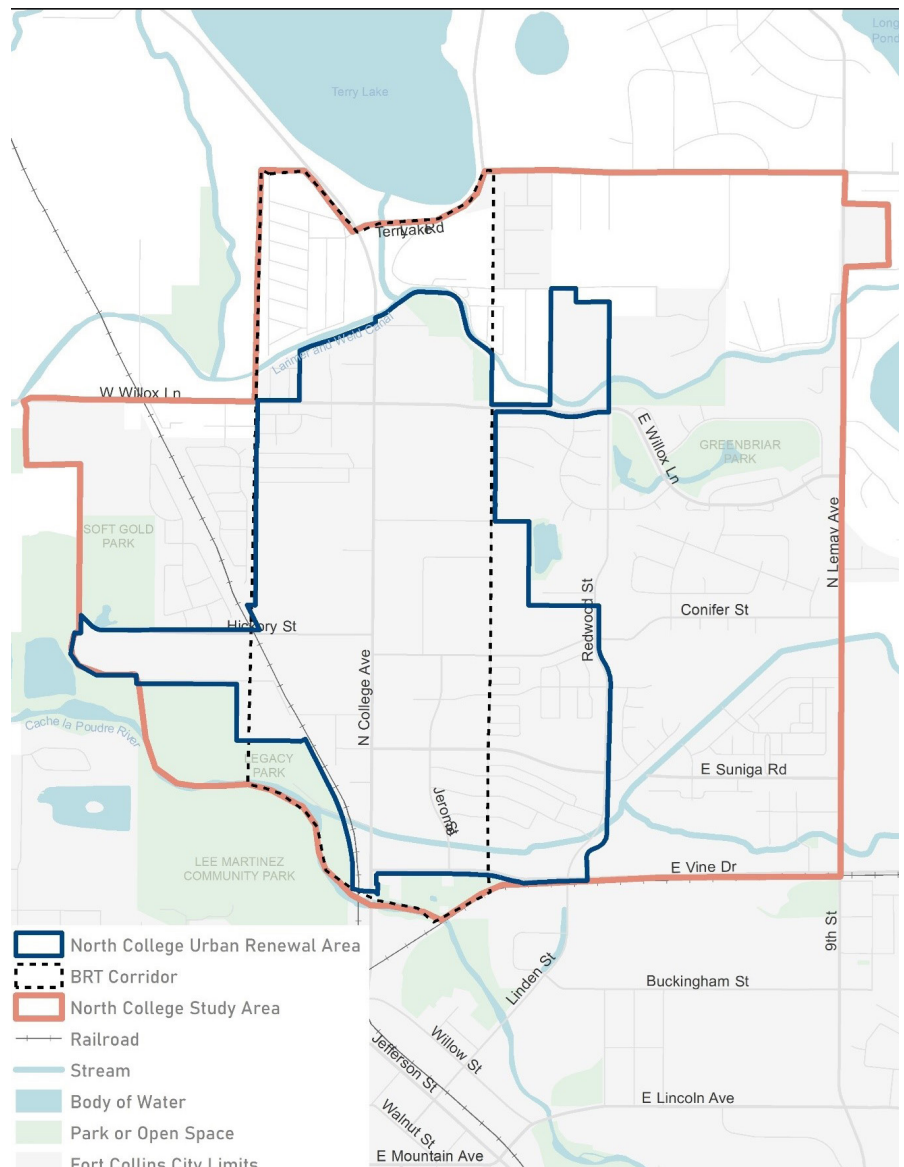 Long
Pond
Terry Lake
Terry Lake Rd
Larimer and Weld Canal
W Willox Ln
E Willox Ln
GREENBRIAR
PARK
N Lemay Ave
SOFT GOLD
PARK
Redwood St
Conifer St
Hickory St
N College Ave
Cache la Poudre River
LEGACY
PARK
E Suniga Rd
Jerome St
LEE MARTINEZ
COMMUNITY PARK
E Vine Dr
9th St
Linden St
Buckingham St
Willow St
Jefferson St
Walnut St
E Lincoln Ave
E Mountain Ave
North College Urban Renewal Area
BRT Corridor
North College Study Area
Railroad
Stream
Body of Water
Park or Open Space
Fort Collins City Limits